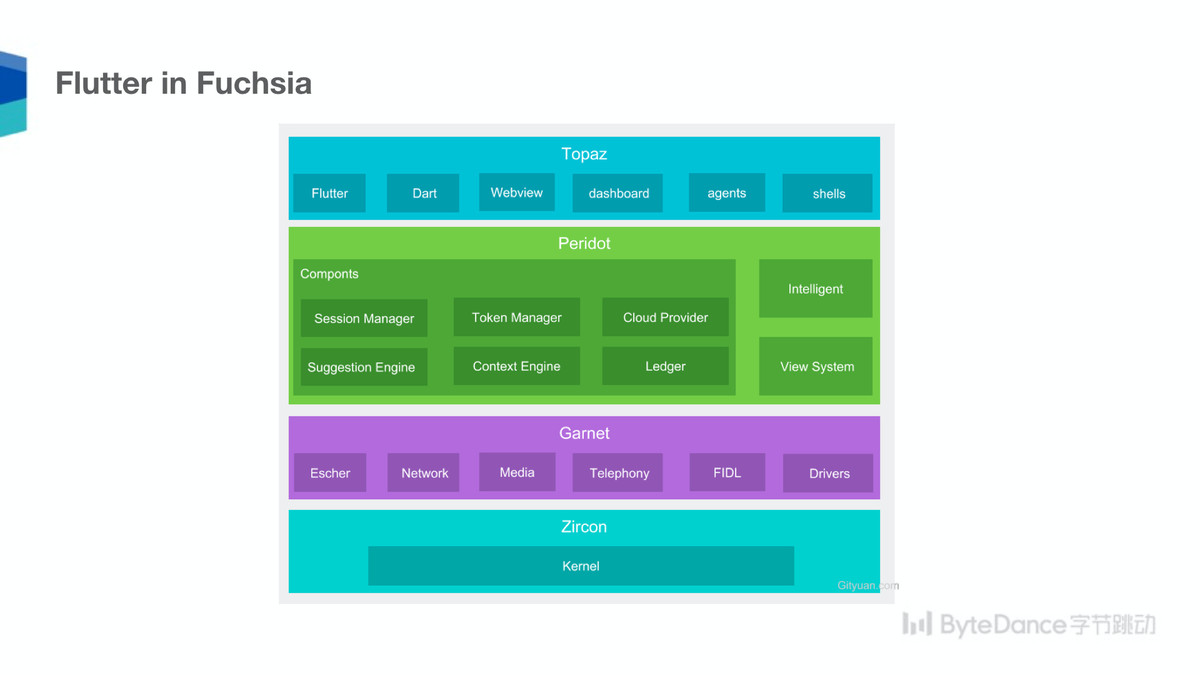 Flutter in Fuchsia
Topaz
Flutter Dart Webview dashboard agents shells
Peridot
Componts
Intelligent
Session Manager Token Manager Cloud Provider
Suggestion Engine Context Engine Ledger
View System
Garnet
Escher Network Media Telephony FIDL Drivers
Zircon
Kernel
Gityuan.com
ByteDance字节跳动